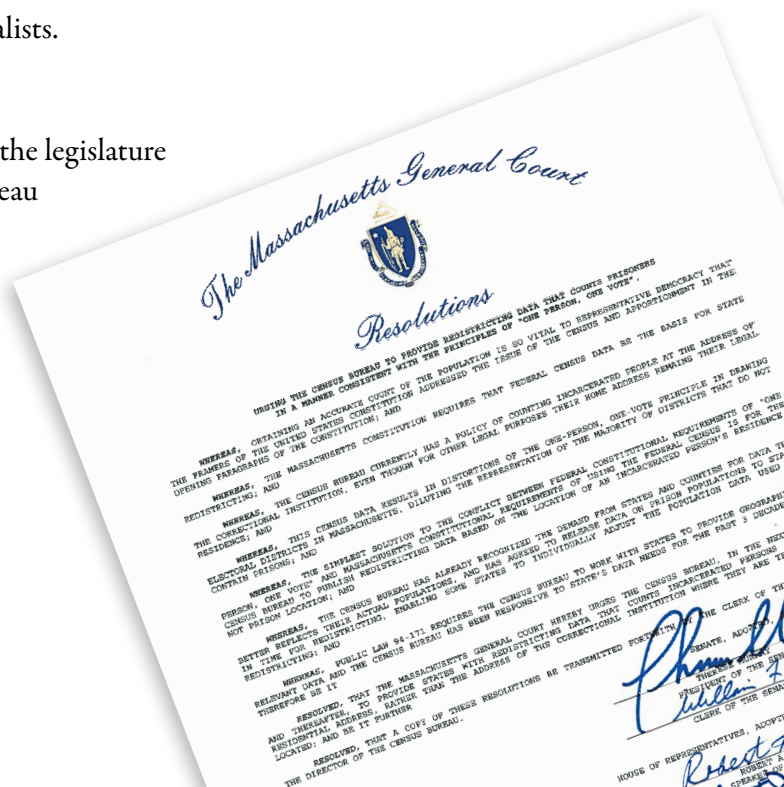 alists.
the legislature
eau
The Massachusetts General Court
Resolutions
URGING THE CENSUS BUREAU TO PROVIDE REDISTRICTING DATA THAT COUNTS PRISONERS
IN A MANNER CONSISTENT WITH THE PRINCIPLES OF "ONE PERSON, ONE VOTE".
WHEREAS, OBTAINING AN ACCURATE COUNT OF THE POPULATION IS SO VITAL TO REPRESENTATIVE DEMOCRACY THAT
THE FRAMERS OF THE UNITED STATES CONSTITUTION ADDRESSED THE ISSUE OF THE CENSUS AND APPORTIONMENT IN THE
OPENING PARAGRAPHS OF THE CONSTITUTION; AND
WHEREAS, THE MASSACHUSETTS CONSTITUTION REQUIRES THAT FEDERAL CENSUS DATA BE THE BASIS FOR STATE
REDISTRICTING; AND
WHEREAS, THE CENSUS BUREAU CURRENTLY HAS A POLICY OF COUNTING INCARCERATED PEOPLE AT THE ADDRESS OF
THE CORRECTIONAL INSTITUTION, EVEN THOUGH FOR OTHER LEGAL PURPOSES THEIR HOME ADDRESS REMAINS THEIR LEGAL
RESIDENCE; AND
WHEREAS, THIS CENSUS DATA RESULTS IN DISTORTIONS OF THE ONE-PERSON, ONE-VOTE PRINCIPLE IN DRAWING
ELECTORAL DISTRICTS IN MASSACHUSETTS, DILUTING THE REPRESENTATION OF THE MAJORITY OF DISTRICTS THAT DO NOT
CONTAIN PRISONS; AND
WHEREAS, THE SIMPLEST SOLUTION TO THE CONFLICT BETWEEN FEDERAL CONSTITUTIONAL REQUIREMENTS OF "ONE
PERSON, ONE VOTE" AND MASSACHUSETTS CONSTITUTIONAL REQUIREMENTS OF USING THE FEDERAL CENSUS IS FOR THE
CENSUS BUREAU TO PUBLISH REDISTRICTING DATA BASED ON THE LOCATION OF AN INCARCERATED PERSON'S RESIDENCE
NOT PRISON LOCATION; AND
WHEREAS, THE CENSUS BUREAU HAS ALREADY RECOGNIZED THE DEMAND FROM STATES AND COUNTIES FOR DATA
BETTER REFLECTS THEIR ACTUAL POPULATIONS, AND HAS AGREED TO RELEASE DATA ON PRISON POPULATIONS TO
IN TIME FOR REDISTRICTING, ENABLING SOME STATES TO INDIVIDUALLY ADJUST THE POPULATION DATA USED
REDISTRICTING; AND
WHEREAS, PUBLIC LAW 94-171 REQUIRES THE CENSUS BUREAU TO WORK WITH STATES TO PROVIDE
RELEVANT DATA AND THE CENSUS BUREAU HAS BEEN RESPONSIVE TO STATE'S DATA NEEDS FOR THE PAST 3
THEREFORE BE IT
RESOLVED, THAT THE MASSACHUSETTS GENERAL COURT HEREBY URGES THE CENSUS BUREAU, IN THE
AND THEREAFTER, TO PROVIDE STATES WITH REDISTRICTING DATA THAT COUNTS INCARCERATED PERSONS
RESIDENTIAL ADDRESS, RATHER THAN THE ADDRESS OF THE CORRECTIONAL INSTITUTION WHERE THEY ARE
LOCATED; AND BE IT FURTHER
RESOLVED, THAT A COPY OF THESE RESOLUTIONS BE TRANSMITTED FORTHWITH BY THE CLERK OF THE
THE DIRECTOR OF THE CENSUS BUREAU.
SENATE, ADOPTED
PRESIDENT OF THE
William F
CLERK OF THE
HOUSE OF REPRESENTATIVES,
Robert
ROBERT A
SPEAKER OF